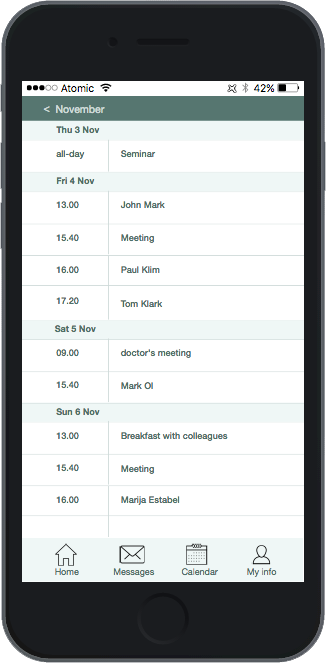 Atomic 42%
< November
Thu 3 Nov
all-day Seminar
Fri 4 Nov
13.00 John Mark
15.40 Meeting
16.00 Paul Klim
17.20 Tom Klark
Sat 5 Nov
09.00 doctor's meeting
15.40 Mark Ol
Sun 6 Nov
13.00 Breakfast with colleagues
15.40 Meeting
16.00 Marija Estabel
Home Messages Calendar My info